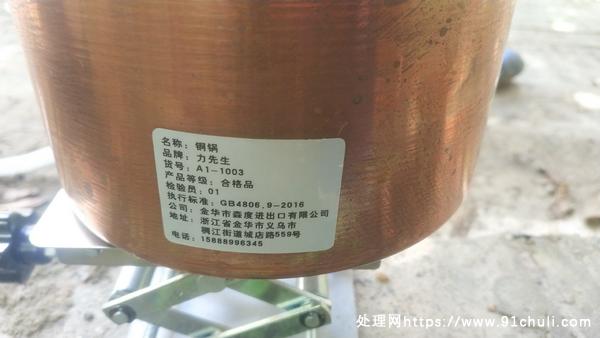 名称：铜锅
品牌：力先生
货号：A1-1003
产品等级：合格品
检验员：01
执行标准：GB4806.9-2016
公司：金华市森度进出口有限公司
地址：浙江省金华市义乌市
稠江街道城店路559号
电话：15888996345
处理网https://www.91chuli.com